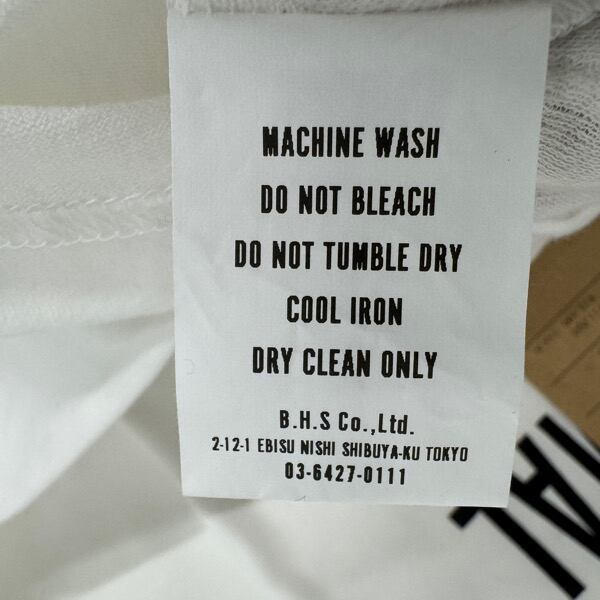 MACHINE WASH
DO NOT BLEACH
DO NOT TUMBLE DRY
COOL IRON
DRY CLEAN ONLY
B.H.S Co.,Ltd.
2-12-1 EBISU NISHI SHIBUYA-KU TOKYO
03-6427-0111